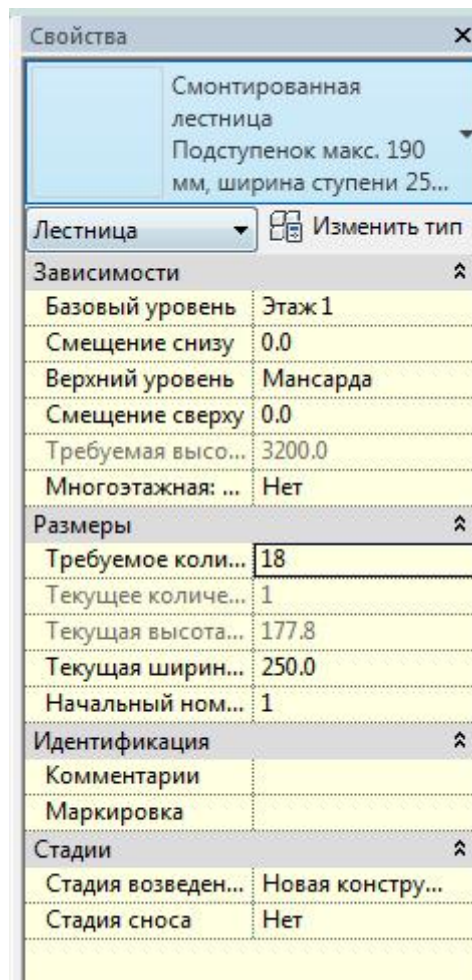 Свойства
Смонтированная
лестница
Подступенок макс. 190
мм, ширина ступени 25...
Лестница Изменить тип
Зависимости
Базовый уровень Этаж 1
Смещение снизу 0.0
Верхний уровень Мансарда
Смещение сверху 0.0
Требуемая высо... 3200.0
Многоэтажная: ... Нет
Размеры
Требуемое коли... 18
Текущее количе... 1
Текущая высота... 177.8
Текущая ширин... 250.0
Начальный ном... 1
Идентификация
Комментарии
Маркировка
Стадии
Стадия возведен... Новая констру...
Стадия сноса Нет